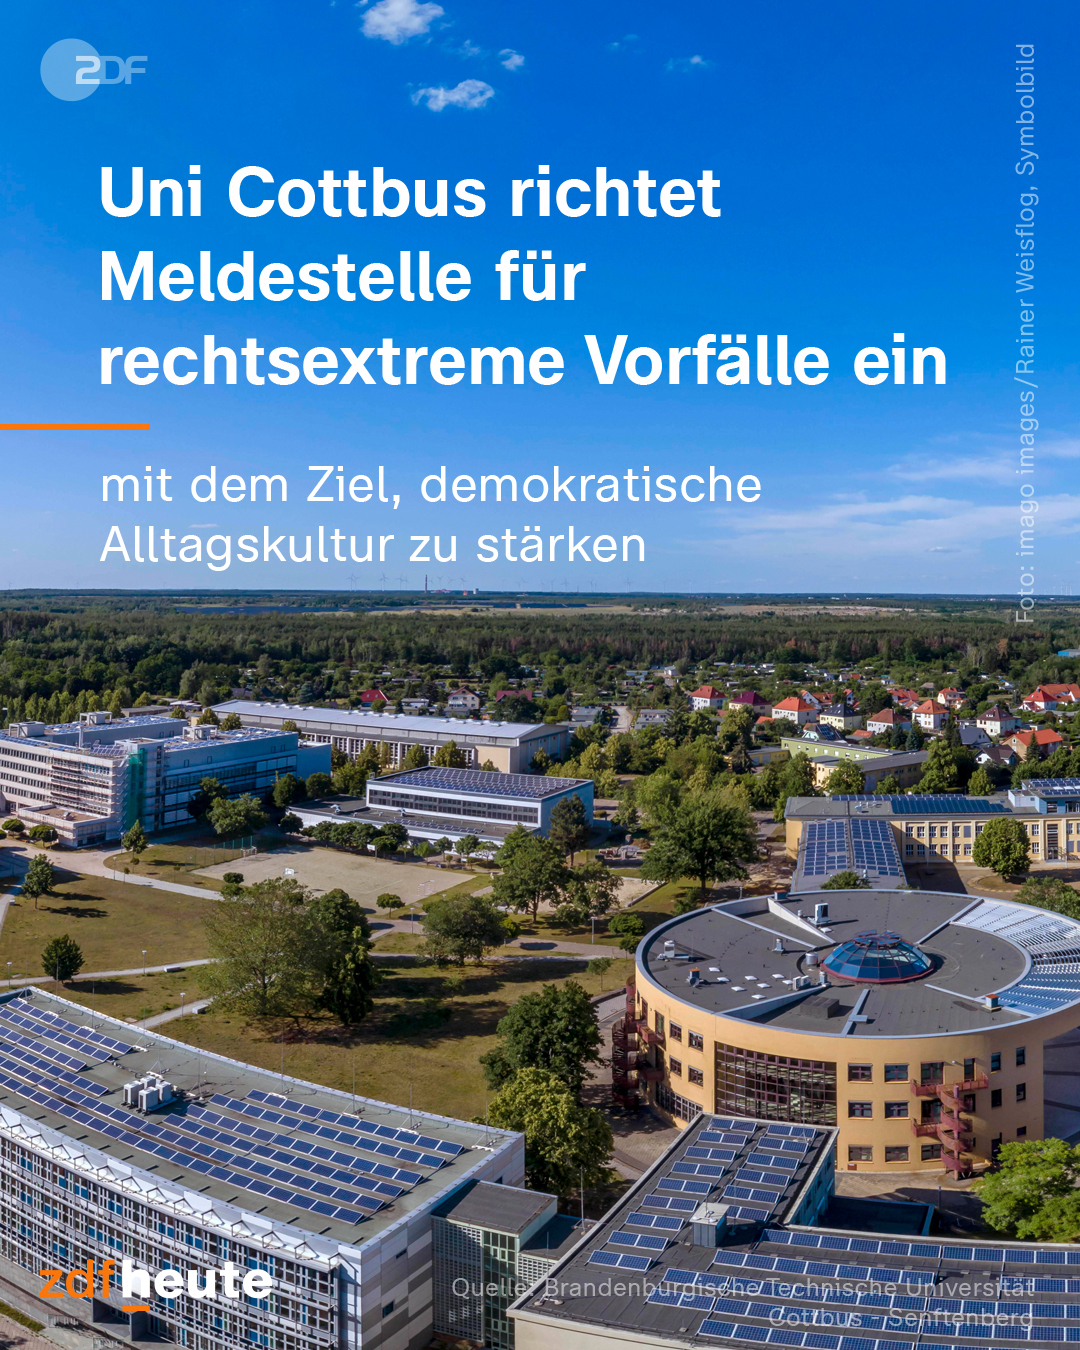 ZDF
Uni Cottbus richtet
Meldestelle für
rechtsextreme Vorfälle ein
mit dem Ziel, demokratische
Alltagskultur zu stärken
Foto: imago images/Rainer Weisflog, Symbolbild
zdfheute
Quelle: Brandenburgische Technische Universität
Cottbus - Senftenberg